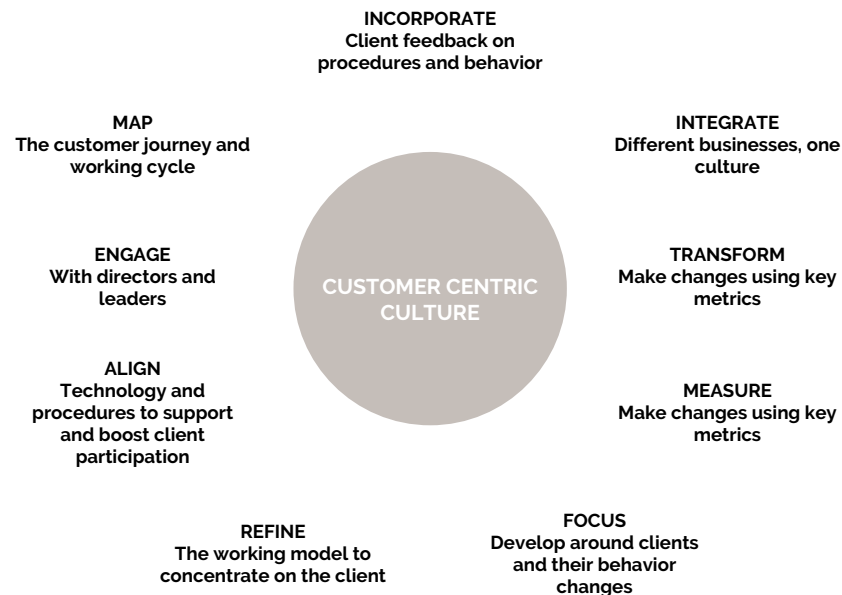 INCORPORATE
Client feedback on
procedures and behavior
MAP
The customer journey and
working cycle
INTEGRATE
Different businesses, one
culture
ENGAGE
With directors and
leaders
TRANSFORM
Make changes using key
metrics
CUSTOMER CENTRIC
CULTURE
ALIGN
Technology and
procedures to support
and boost client
participation
MEASURE
Make changes using key
metrics
REFINE
The working model to
concentrate on the client
FOCUS
Develop around clients
and their behavior
changes